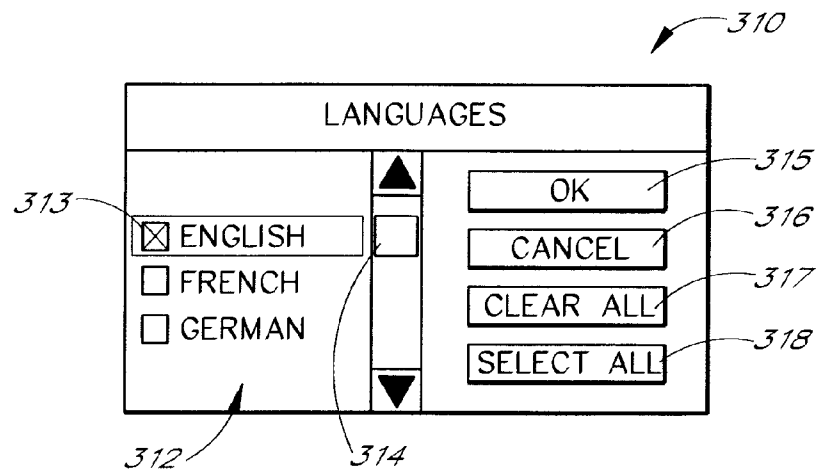 310
LANGUAGES
315
OK
313
316
ENGLISH
CANCEL
FRENCH
317
CLEAR ALL
GERMAN
318
SELECT ALL
312
314